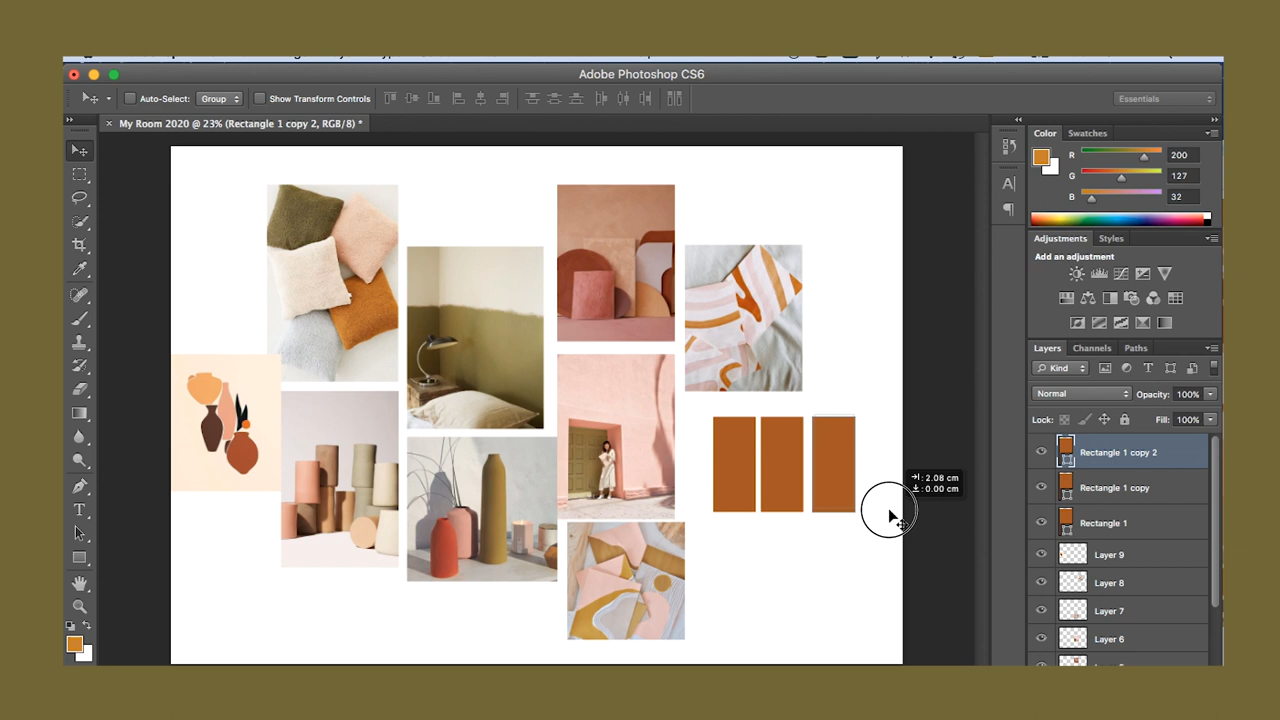 Adobe Photoshop CS6
Auto-Select: Group Show Transform Controls Essentials
× My Room 2020 @ 23% (Rectangle 1 copy 2, RGB/8) *
Color Swatches
R 200
G 127
B 32
Adjustments Styles
Add an adjustment
Layers Channels Paths
Kind T
Normal Opacity: 100%
Lock: Fill: 100%
Rectangle 1 copy 2
Rectangle 1 copy
Rectangle 1
Layer 9
Layer 8
Layer 7
Layer 6
: 2.08 cm
: 0.00 cm
A
T